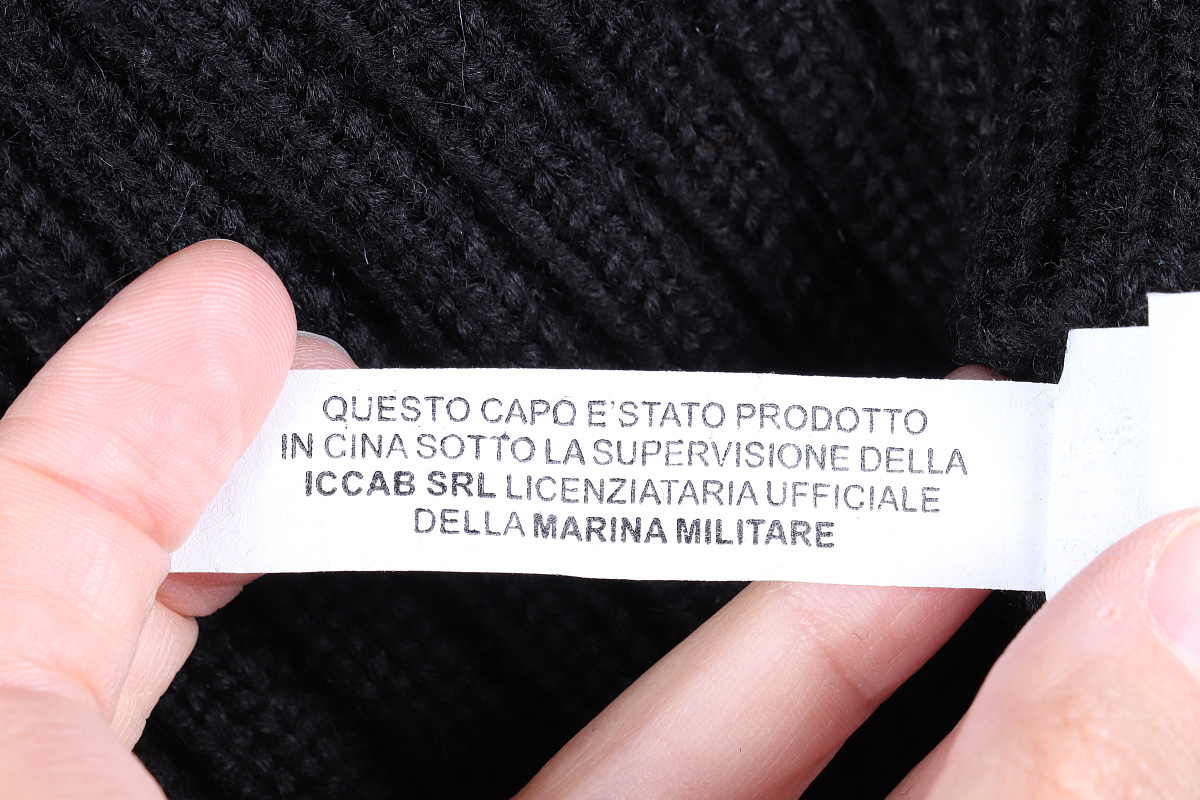 QUESTO CAPO E'STATO PRODOTTO
IN CINA SOTTO LA SUPERVISIONE DELLA
ICCAB SRL LICENZIATARIA UFFICIALE
DELLA MARINA MILITARE